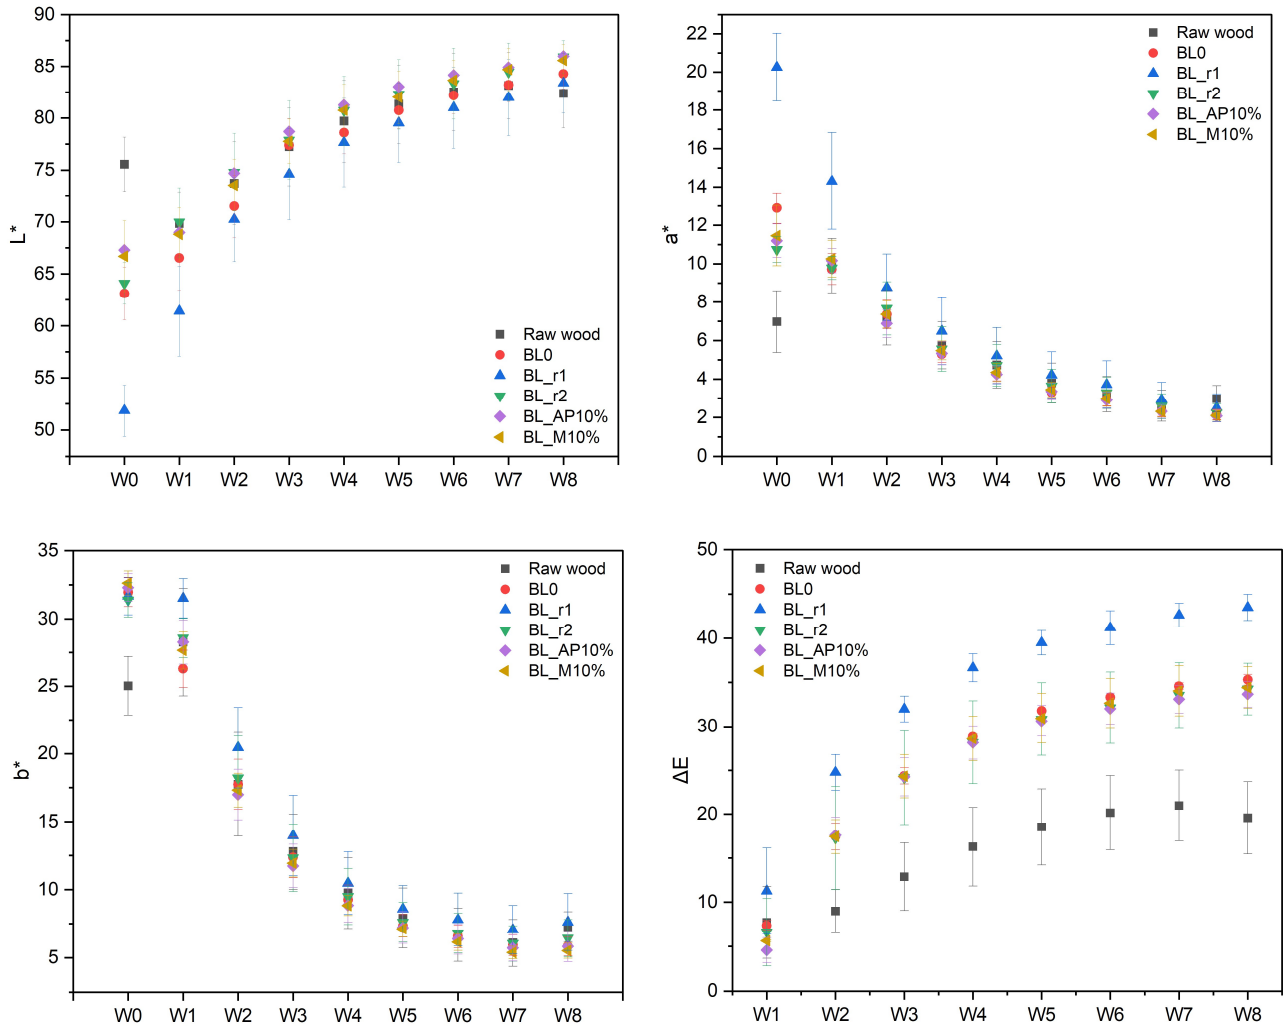 90
85
80
75
70
65
60
55
50
L*
Raw wood
BL0
BL_r1
BL_r2
BL_AP10%
BL_M10%
W0 W1 W2 W3 W4 W5 W6 W7 W8
22
20
18
16
14
12
10
8
6
4
2
0
a*
Raw wood
BL0
BL_r1
BL_r2
BL_AP10%
BL_M10%
W0 W1 W2 W3 W4 W5 W6 W7 W8
35
30
25
20
15
10
5
b*
Raw wood
BL0
BL_r1
BL_r2
BL_AP10%
BL_M10%
W0 W1 W2 W3 W4 W5 W6 W7 W8
50
40
30
20
10
0
ΔE
Raw wood
BL0
BL_r1
BL_r2
BL_AP10%
BL_M10%
W1 W2 W3 W4 W5 W6 W7 W8